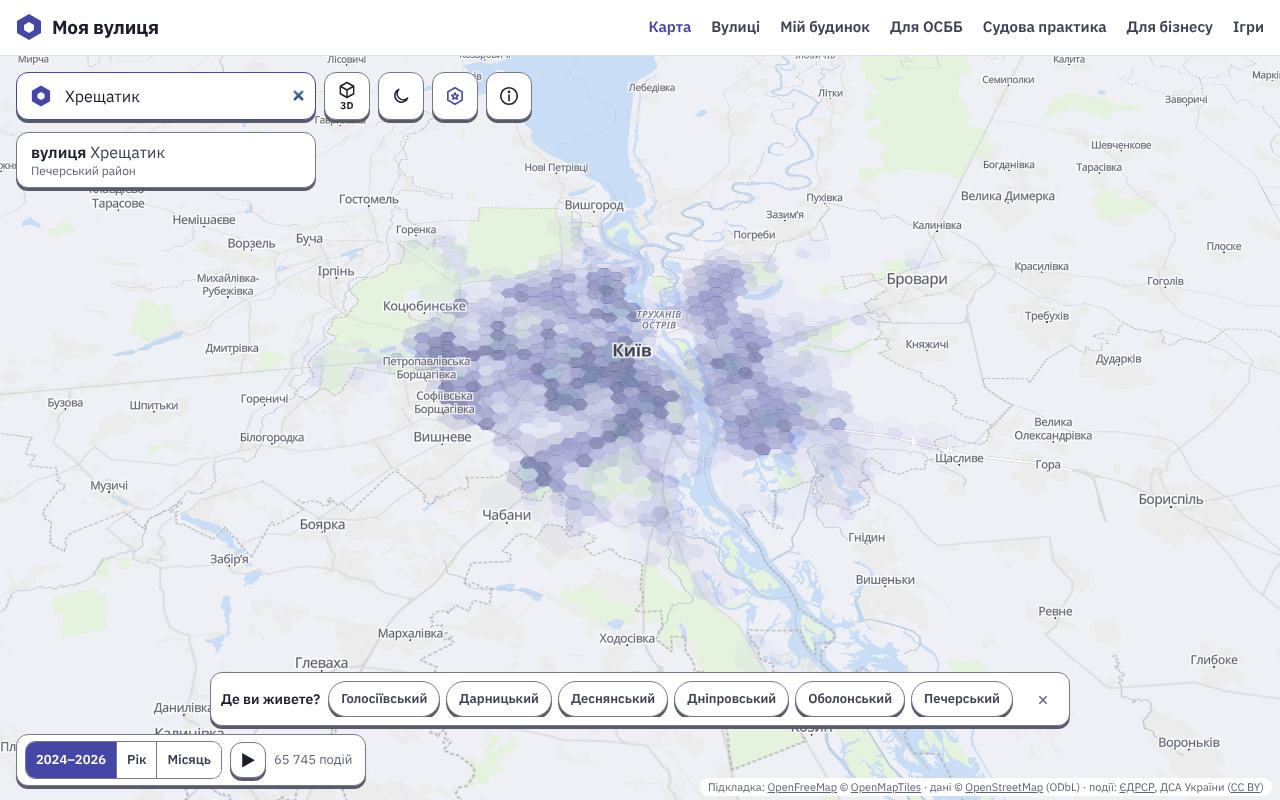 Моя вулиця
Карта Вулиці Мій будинок Для ОСББ Судова практика Для бізнесу Ігри
Мирча
Лісовичі
Калита
Хрещатик
3D
Лебедівка
Літки
Семиполки
Заворичі
вулиця Хрещатик
Печерський район
Нові Петрівці
Шевченкове
Богданівка
Тарасівка
Тарасове
Немішаєве
Гостомель
Вишгород
Пухівка
Велика Димерка
Зазим'я
Горенка
Погреби
Калинівка
Ворзель
Буча
Плоске
Ірпінь
Михайлівка-
Рубежівка
Бровари
Красилівка
Гоголів
Коцюбинське
ТРУХАНІВ
ОСТРІВ
Требухів
Дмитрівка
Київ
Княжичі
Петропавлівська
Борщагівка
Дударків
Софіївська
Борщагівка
Бузова
Шпитьки
Гореничі
Білогородка
Вишневе
Велика
Олександрівка
Щасливе
Гора
Музичі
Бориспіль
Боярка
Чабани
Гнідин
Забір'я
Вишеньки
Ревне
Мархалівка
Ходосівка
Глеваха
Глибоке
Де ви живете? Голосіївський Дарницький Деснянський Дніпровський Оболонський Печерський
Данилівка
Калинівка
Козин
Вороньків
2024–2026 Рік Місяць 65 745 подій
Підкладка: OpenFreeMap © OpenMapTiles · дані © OpenStreetMap (ODbL) · події: ЄДРСР, ДСА України (CC BY)